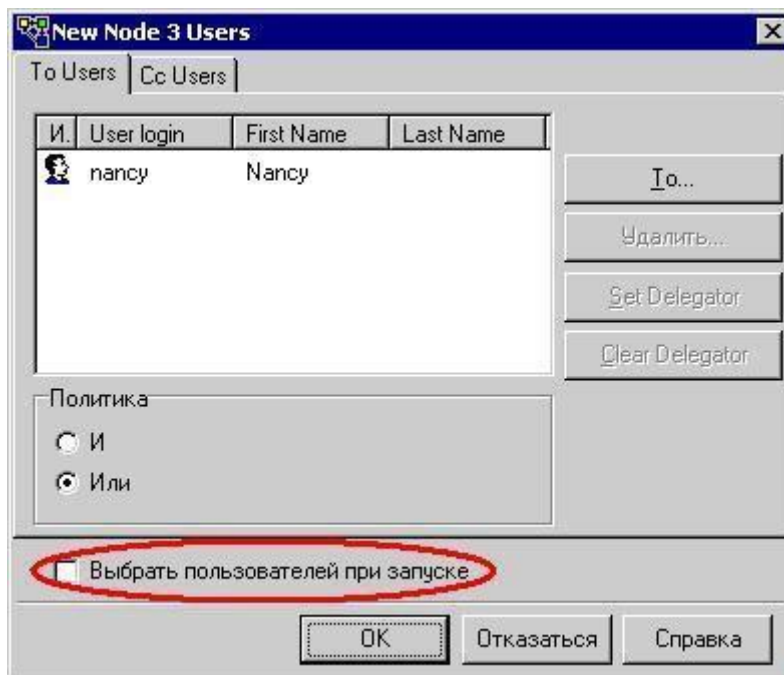 New Node 3 Users
To Users Cc Users
И. User login First Name Last Name
nancy Nancy
To...
Удалить...
Set Delegator
Clear Delegator
Политика
И
Или
Выбрать пользователей при запуске
OK Отказаться Справка